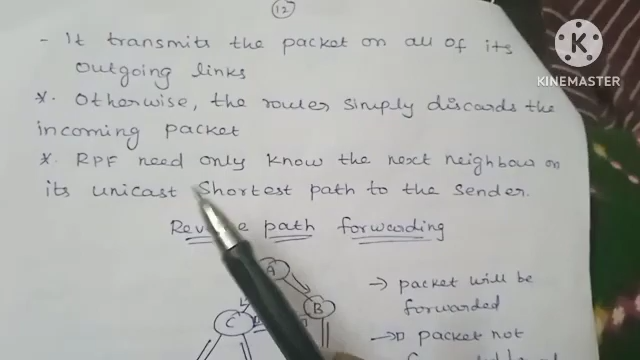 12
- It transmits the packet on all of its
outgoing links
*. Otherwise, the router simply discards the
incoming packet
*. RPF need only know the next neighbour on
its unicast shortest path to the sender.
path forwarding
A
B
C
→ packet will be
forwarded
packet not
K
KINEMASTER